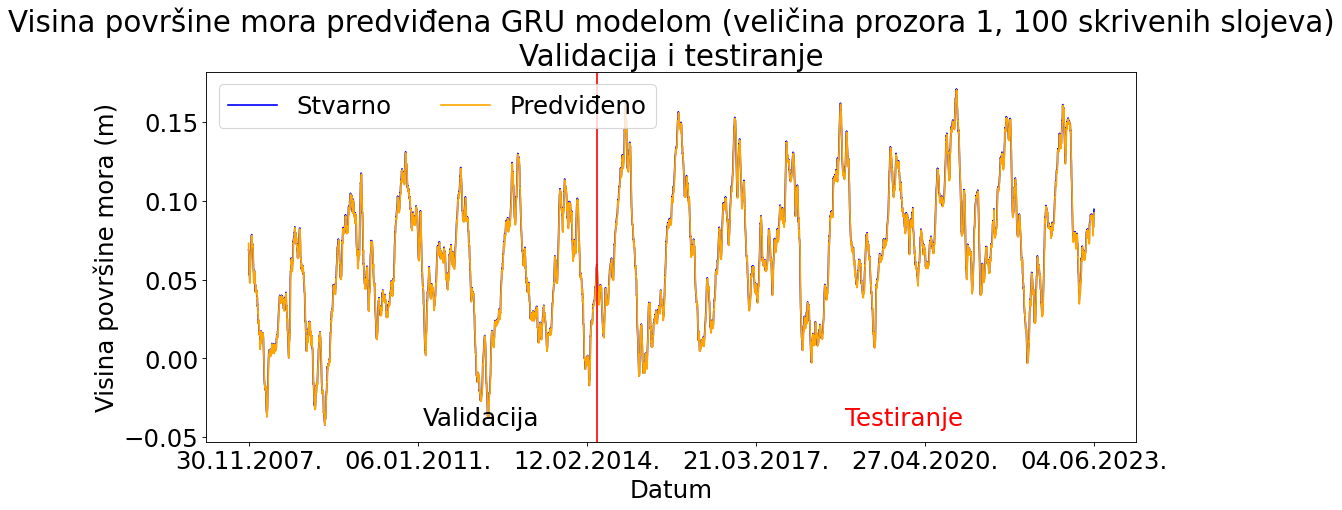 Visina površine mora predviđena GRU modelom (veličina prozora 1, 100 skrivenih slojeva)
Validacija i testiranje
Stvarno
Predviđeno
Visina površine mora (m)
0.15
0.10
0.05
0.00
−0.05
Validacija
Testiranje
30.11.2007.
06.01.2011.
12.02.2014.
21.03.2017.
27.04.2020.
04.06.2023.
Datum